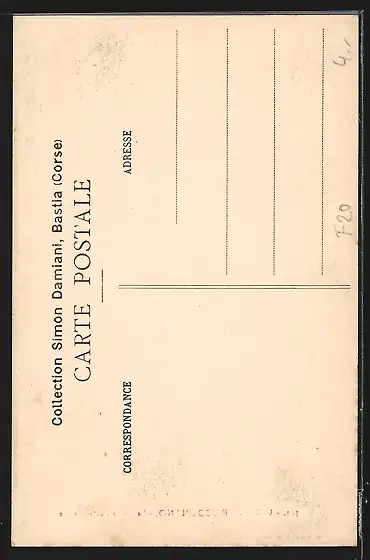 Collection Simon Damiani, Bastia (Corse)
CARTE POSTALE
CORRESPONDANCE
ADRESSE
F20
4,-